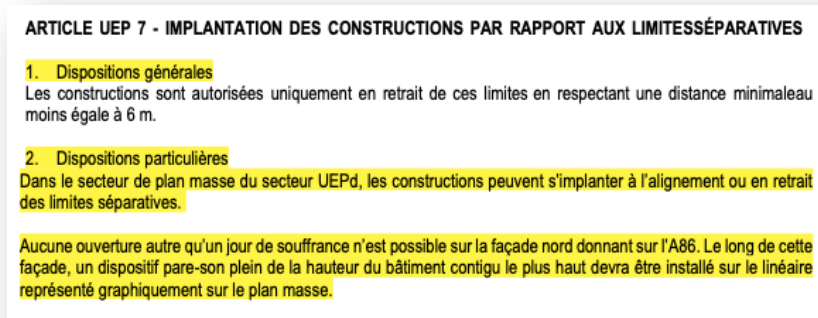 ARTICLE UEP 7 - IMPLANTATION DES CONSTRUCTIONS PAR RAPPORT AUX LIMITESSÉPARATIVES
1. Dispositions générales
Les constructions sont autorisées uniquement en retrait de ces limites en respectant une distance minimaleau
moins égale à 6 m.
2. Dispositions particulières
Dans le secteur de plan masse du secteur UEPd, les constructions peuvent s'implanter à l'alignement ou en retrait
des limites séparatives.
Aucune ouverture autre qu'un jour de souffrance n'est possible sur la façade nord donnant sur l'A86. Le long de cette
façade, un dispositif pare-son plein de la hauteur du bâtiment contigu le plus haut devra être installé sur le linéaire
représenté graphiquement sur le plan masse.